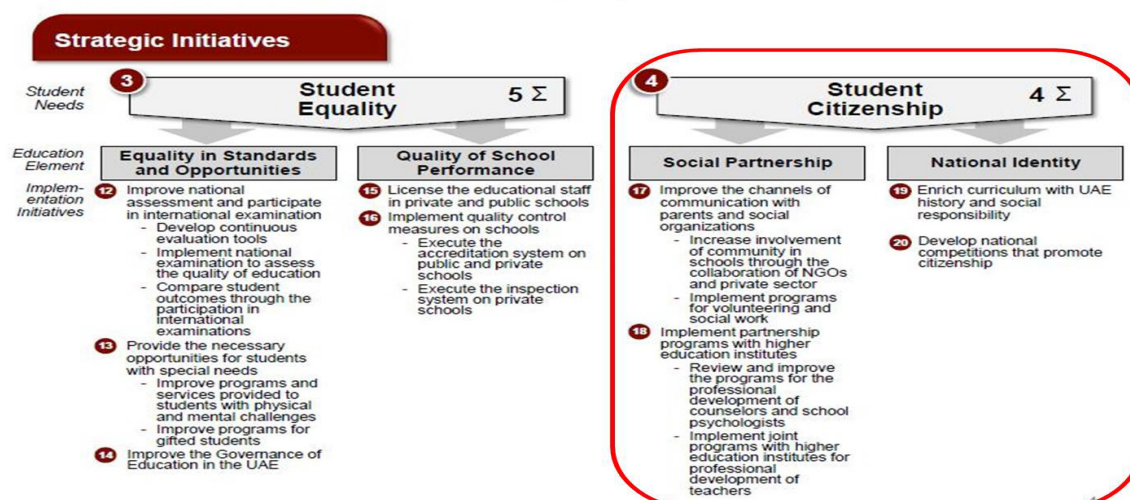 Strategic Initiatives
Student
Needs
3
Student
Equality
5 Σ
Education
Element
Equality in Standards
and Opportunities
Quality of School
Performance
Implem-
entation
Initiatives
12 Improve national
assessment and participate
in international examination
- Develop continuous
evaluation tools
- Implement national
examination to assess
the quality of education
- Compare student
outcomes through the
participation in
international
examinations
13 Provide the necessary
opportunities for students
with special needs
- Improve programs and
services provided to
students with physical
and mental challenges
- Improve programs for
gifted students
14 Improve the Governance of
Education in the UAE
15 License the educational staff
in private and public schools
16 Implement quality control
measures on schools
- Execute the
accreditation system on
public and private
schools
- Execute the inspection
system on private
schools
4
Student
Citizenship
4 Σ
Social Partnership
National Identity
17 Improve the channels of
communication with
parents and social
organizations
- Increase involvement
of community in
schools through the
collaboration of NGOs
and private sector
- Implement programs
for volunteering and
social work
18 Implement partnership
programs with higher
education institutes
- Review and improve
the programs for the
professional
development of
counselors and school
psychologists
- Implement joint
programs with higher
education institutes for
professional
development of
teachers
19 Enrich curriculum with UAE
history and social
responsibility
20 Develop national
competitions that promote
citizenship